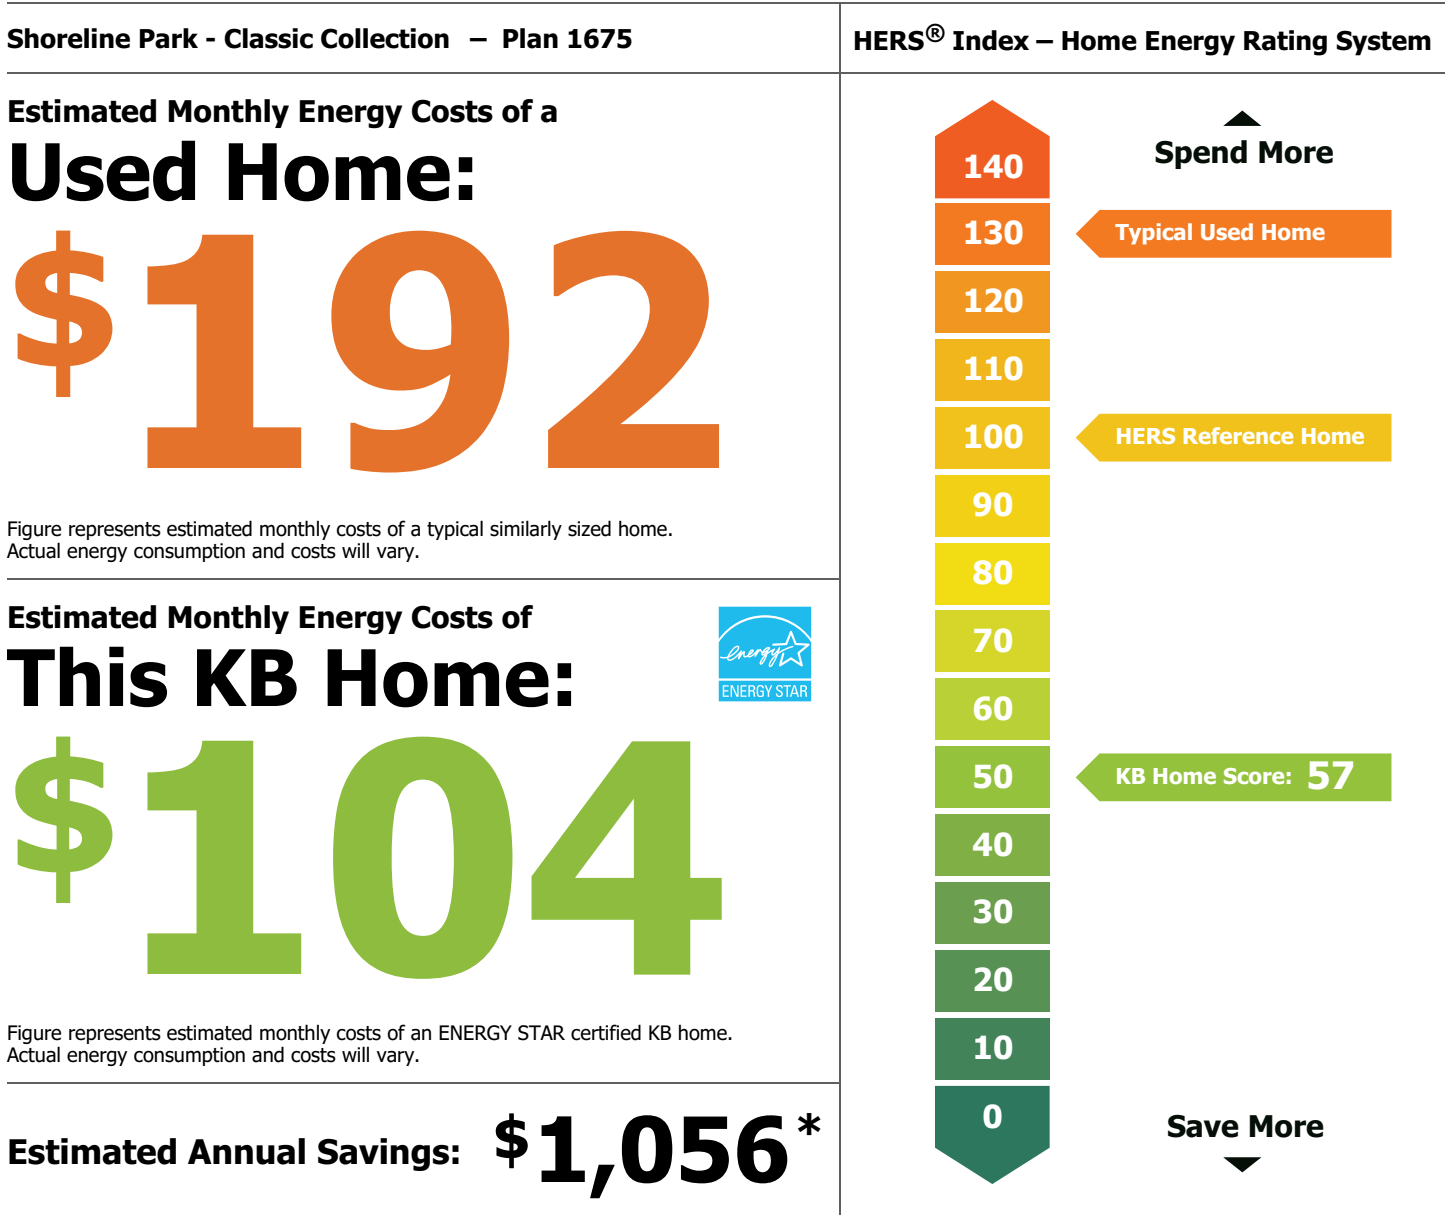 Shoreline Park - Classic Collection – Plan 1675
Estimated Monthly Energy Costs of a
Used Home:
$192
Figure represents estimated monthly costs of a typical similarly sized home.
Actual energy consumption and costs will vary.
Estimated Monthly Energy Costs of
This KB Home:
energy
ENERGY STAR
$104
Figure represents estimated monthly costs of an ENERGY STAR certified KB home.
Actual energy consumption and costs will vary.
Estimated Annual Savings: $1,056*
HERS® Index – Home Energy Rating System
Spend More
140
130 Typical Used Home
120
110
100 HERS Reference Home
90
80
70
60
50 KB Home Score: 57
40
30
20
10
0
Save More